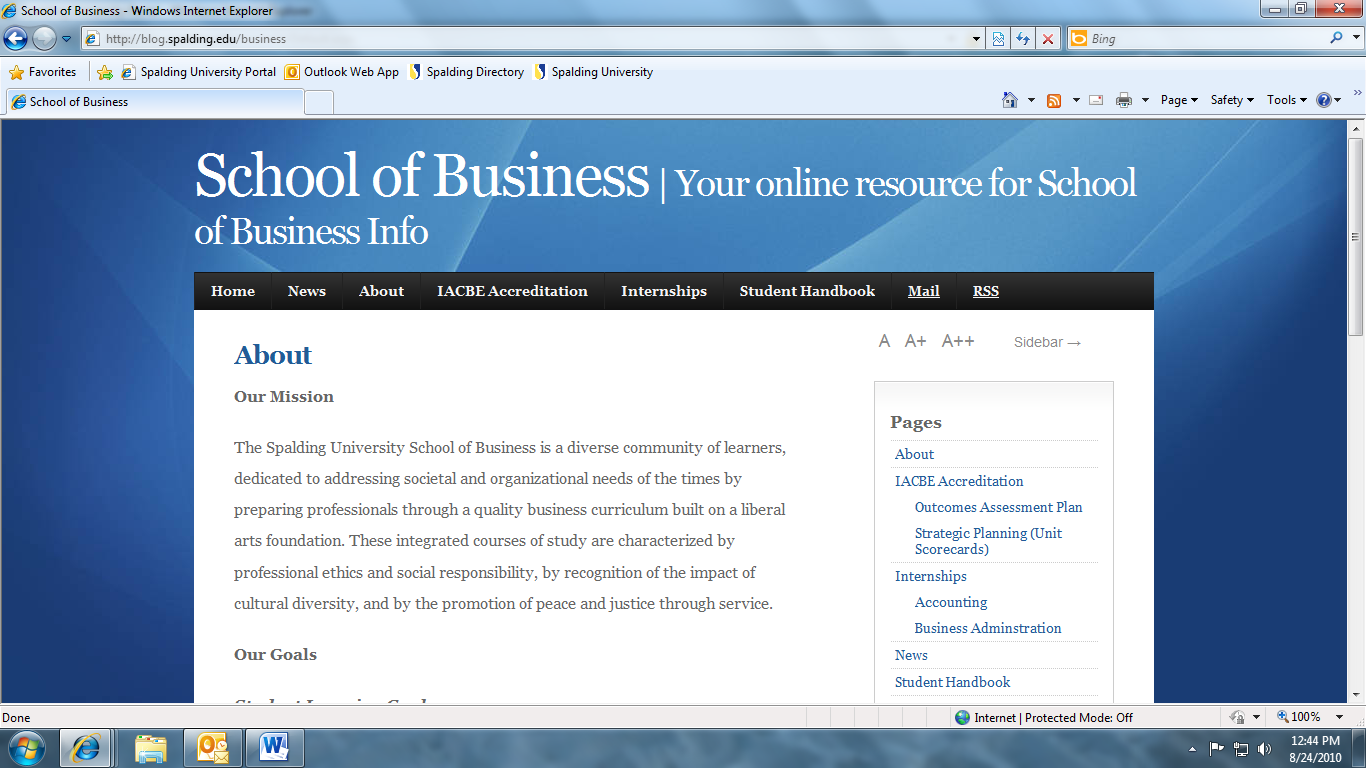 School of Business - Windows Internet Explorer
http://blog.spalding.edu/business
Bing
Favorites
Spalding University Portal
Outlook Web App
Spalding Directory
Spalding University
School of Business
Page
Safety
Tools
School of Business | Your online resource for School
of Business Info
Home
News
About
IACBE Accreditation
Internships
Student Handbook
Mail
RSS
A A+ A++
Sidebar →
About
Our Mission
The Spalding University School of Business is a diverse community of learners,
dedicated to addressing societal and organizational needs of the times by
preparing professionals through a quality business curriculum built on a liberal
arts foundation. These integrated courses of study are characterized by
professional ethics and social responsibility, by recognition of the impact of
cultural diversity, and by the promotion of peace and justice through service.
Our Goals
Pages
About
IACBE Accreditation
Outcomes Assessment Plan
Strategic Planning (Unit
Scorecards)
Internships
Accounting
Business Adminstration
News
Student Handbook
Done
Internet | Protected Mode: Off
100%
12:44 PM
8/24/2010